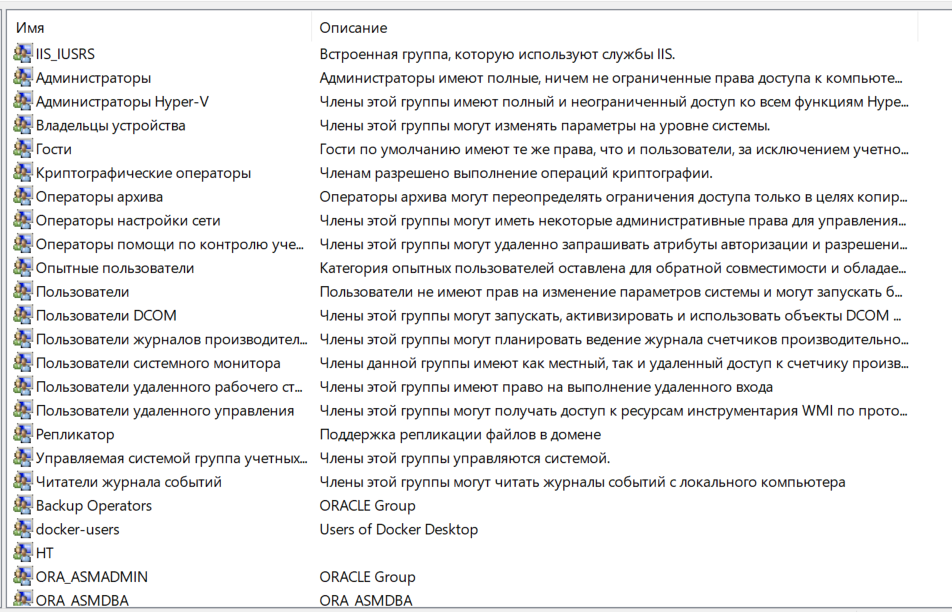 Имя Описание
IIS_IUSRS Встроенная группа, которую используют службы IIS.
Администраторы Администраторы имеют полные, ничем не ограниченные права доступа к компьюте...
Администраторы Hyper-V Члены этой группы имеют полный и неограниченный доступ ко всем функциям Hype...
Владельцы устройства Члены этой группы могут изменять параметры на уровне системы.
Гости Гости по умолчанию имеют те же права, что и пользователи, за исключением учетно...
Криптографические операторы Членам разрешено выполнение операций криптографии.
Операторы архива Операторы архива могут переопределять ограничения доступа только в целях копир...
Операторы настройки сети Члены этой группы могут иметь некоторые административные права для управления...
Операторы помощи по контролю уче... Члены этой группы могут удаленно запрашивать атрибуты авторизации и разрешени...
Опытные пользователи Категория опытных пользователей оставлена для обратной совместимости и обладае...
Пользователи Пользователи не имеют прав на изменение параметров системы и могут запускать б...
Пользователи DCOM Члены этой группы могут запускать, активизировать и использовать объекты DCOM ...
Пользователи журналов производител... Члены этой группы могут планировать ведение журнала счетчиков производительно...
Пользователи системного монитора Члены данной группы имеют как местный, так и удаленный доступ к счетчику произв...
Пользователи удаленного рабочего ст... Члены этой группы имеют право на выполнение удаленного входа
Пользователи удаленного управления Члены этой группы могут получать доступ к ресурсам инструментария WMI по прото...
Репликатор Поддержка репликации файлов в домене
Управляемая системой группа учетных... Члены этой группы управляются системой.
Читатели журнала событий Члены этой группы могут читать журналы событий с локального компьютера
Backup Operators ORACLE Group
docker-users Users of Docker Desktop
HT
ORA_ASMADMIN ORACLE Group
ORA_ASMDBA ORA_ASMDBA